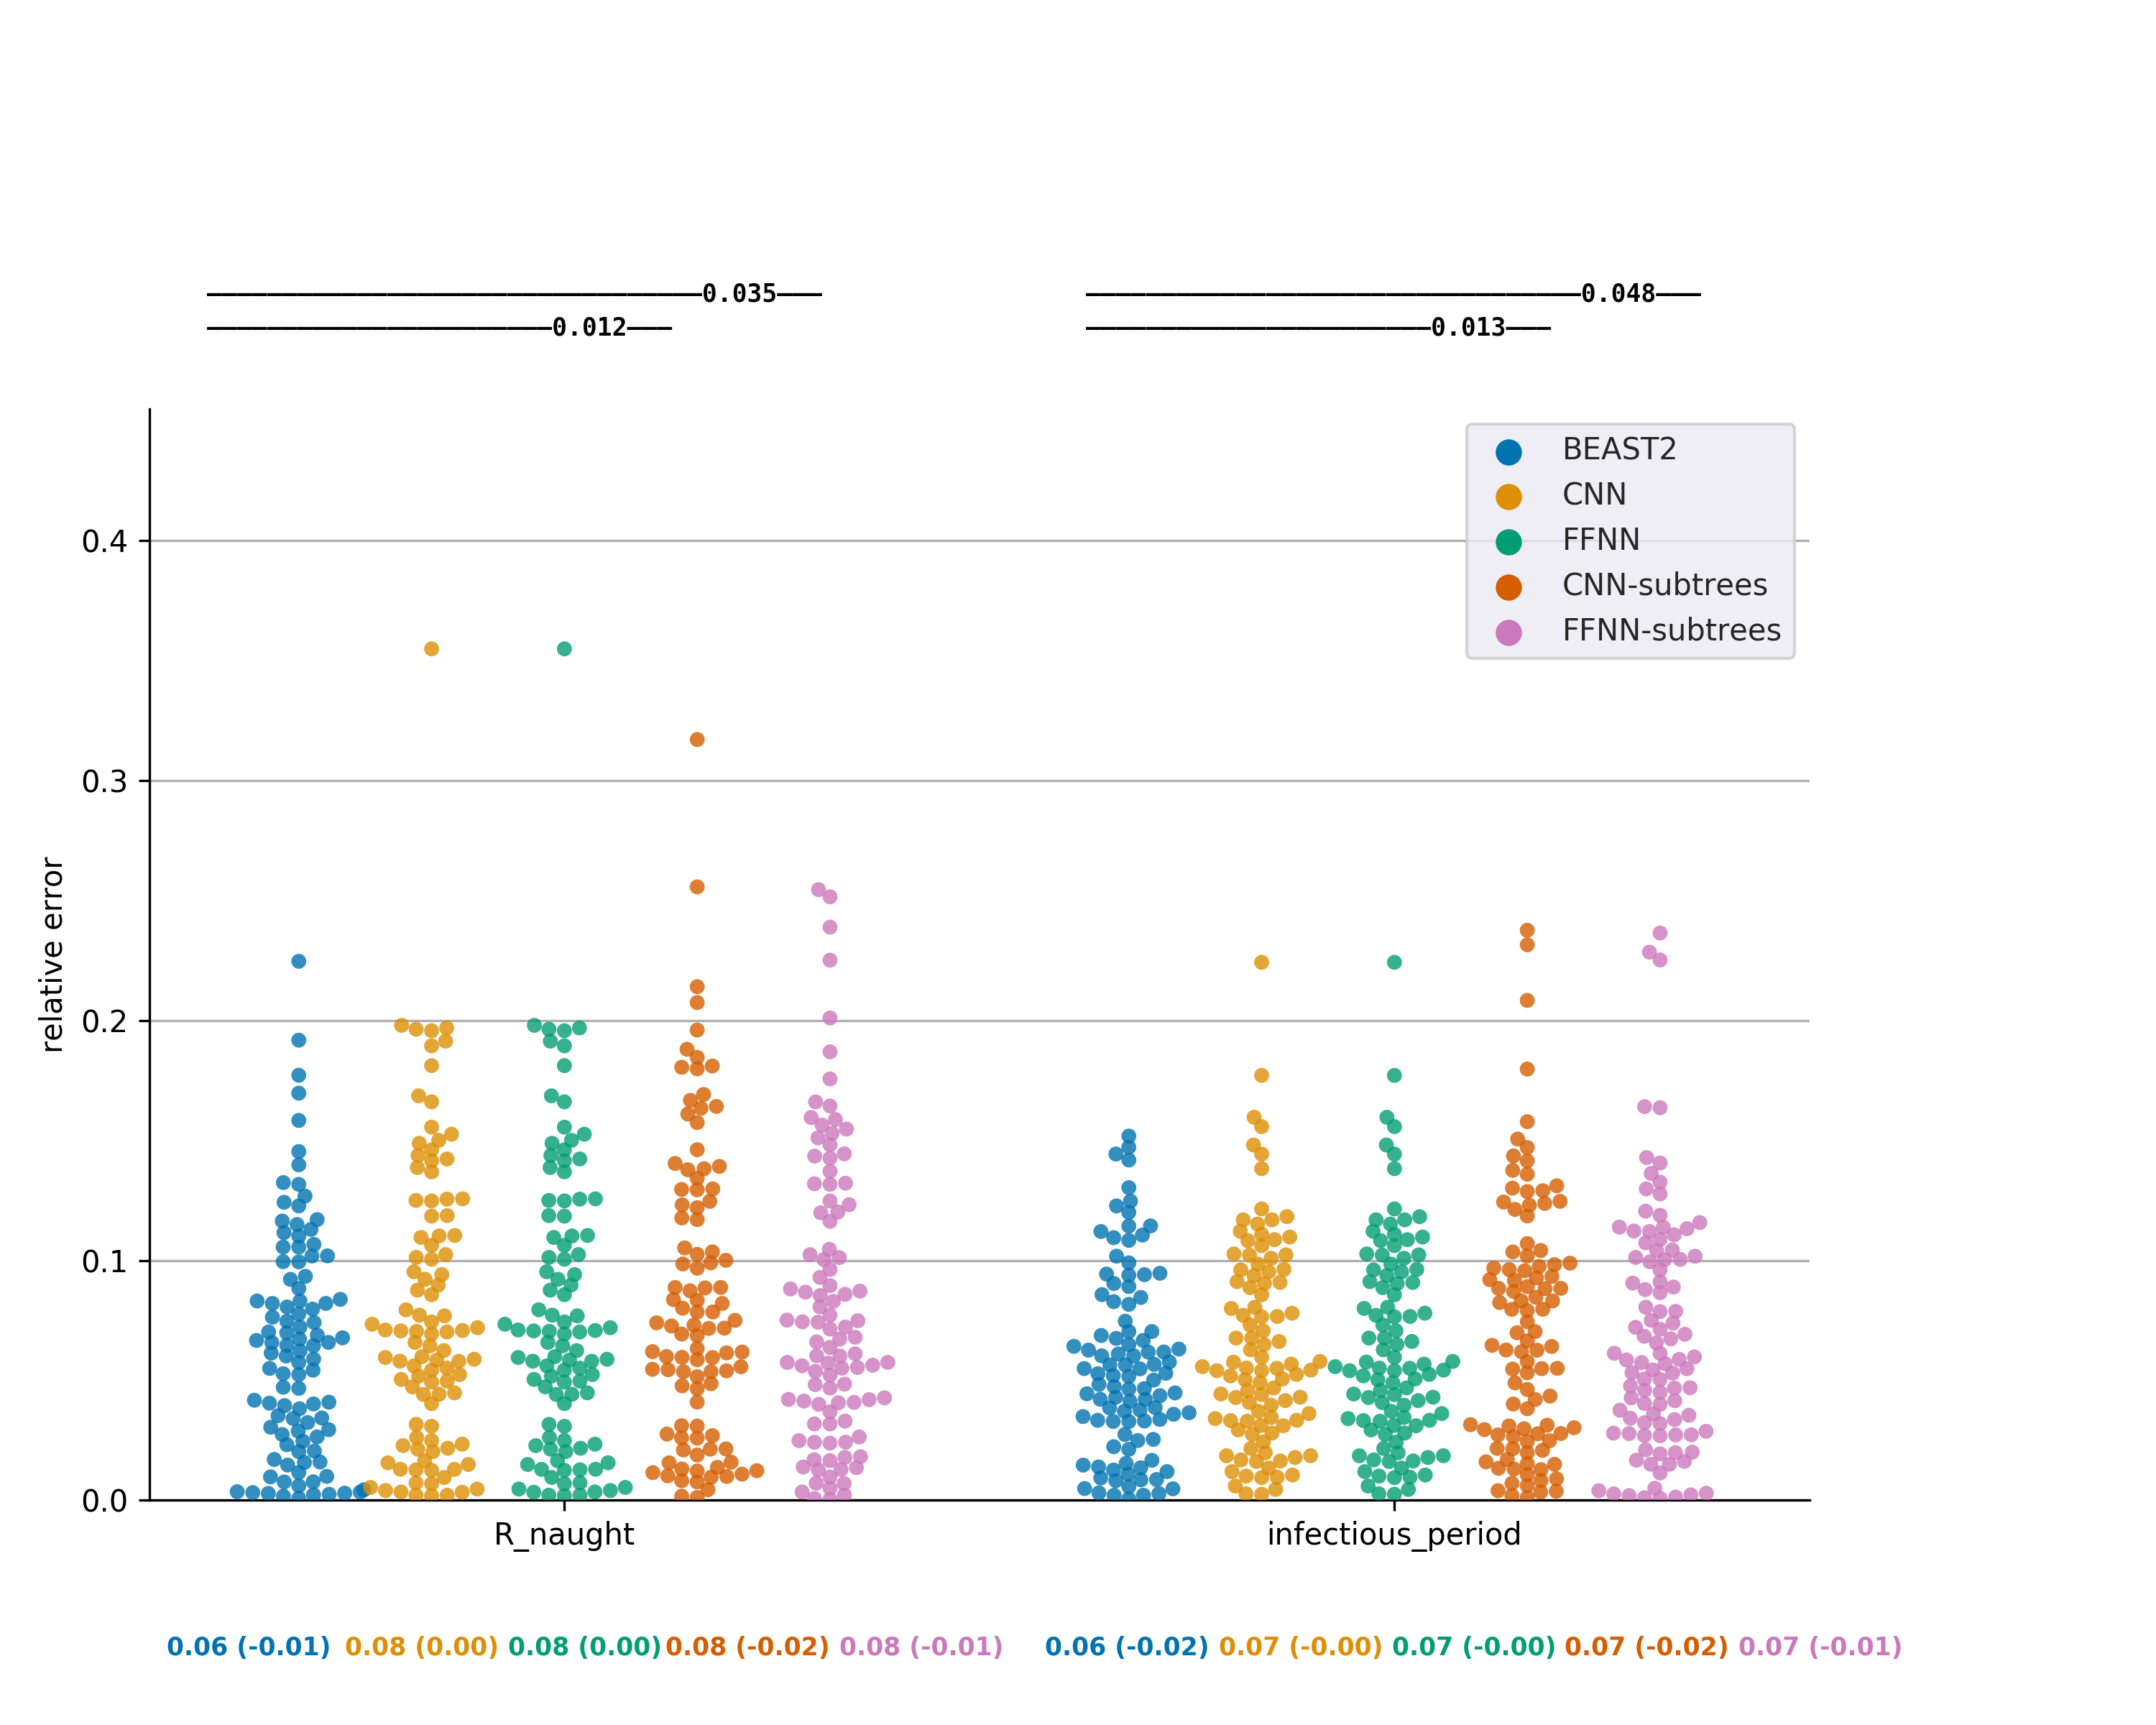 0.035 0.048
0.012 0.013
BEAST2
CNN
FFNN
CNN-subtrees
FFNN-subtrees
relative error
0.4
0.3
0.2
0.1
0.0
R_naught infectious_period
0.06 (-0.01) 0.08 (0.00) 0.08 (0.00) 0.08 (-0.02) 0.08 (-0.01) 0.06 (-0.02) 0.07 (-0.00) 0.07 (-0.00) 0.07 (-0.02) 0.07 (-0.01)